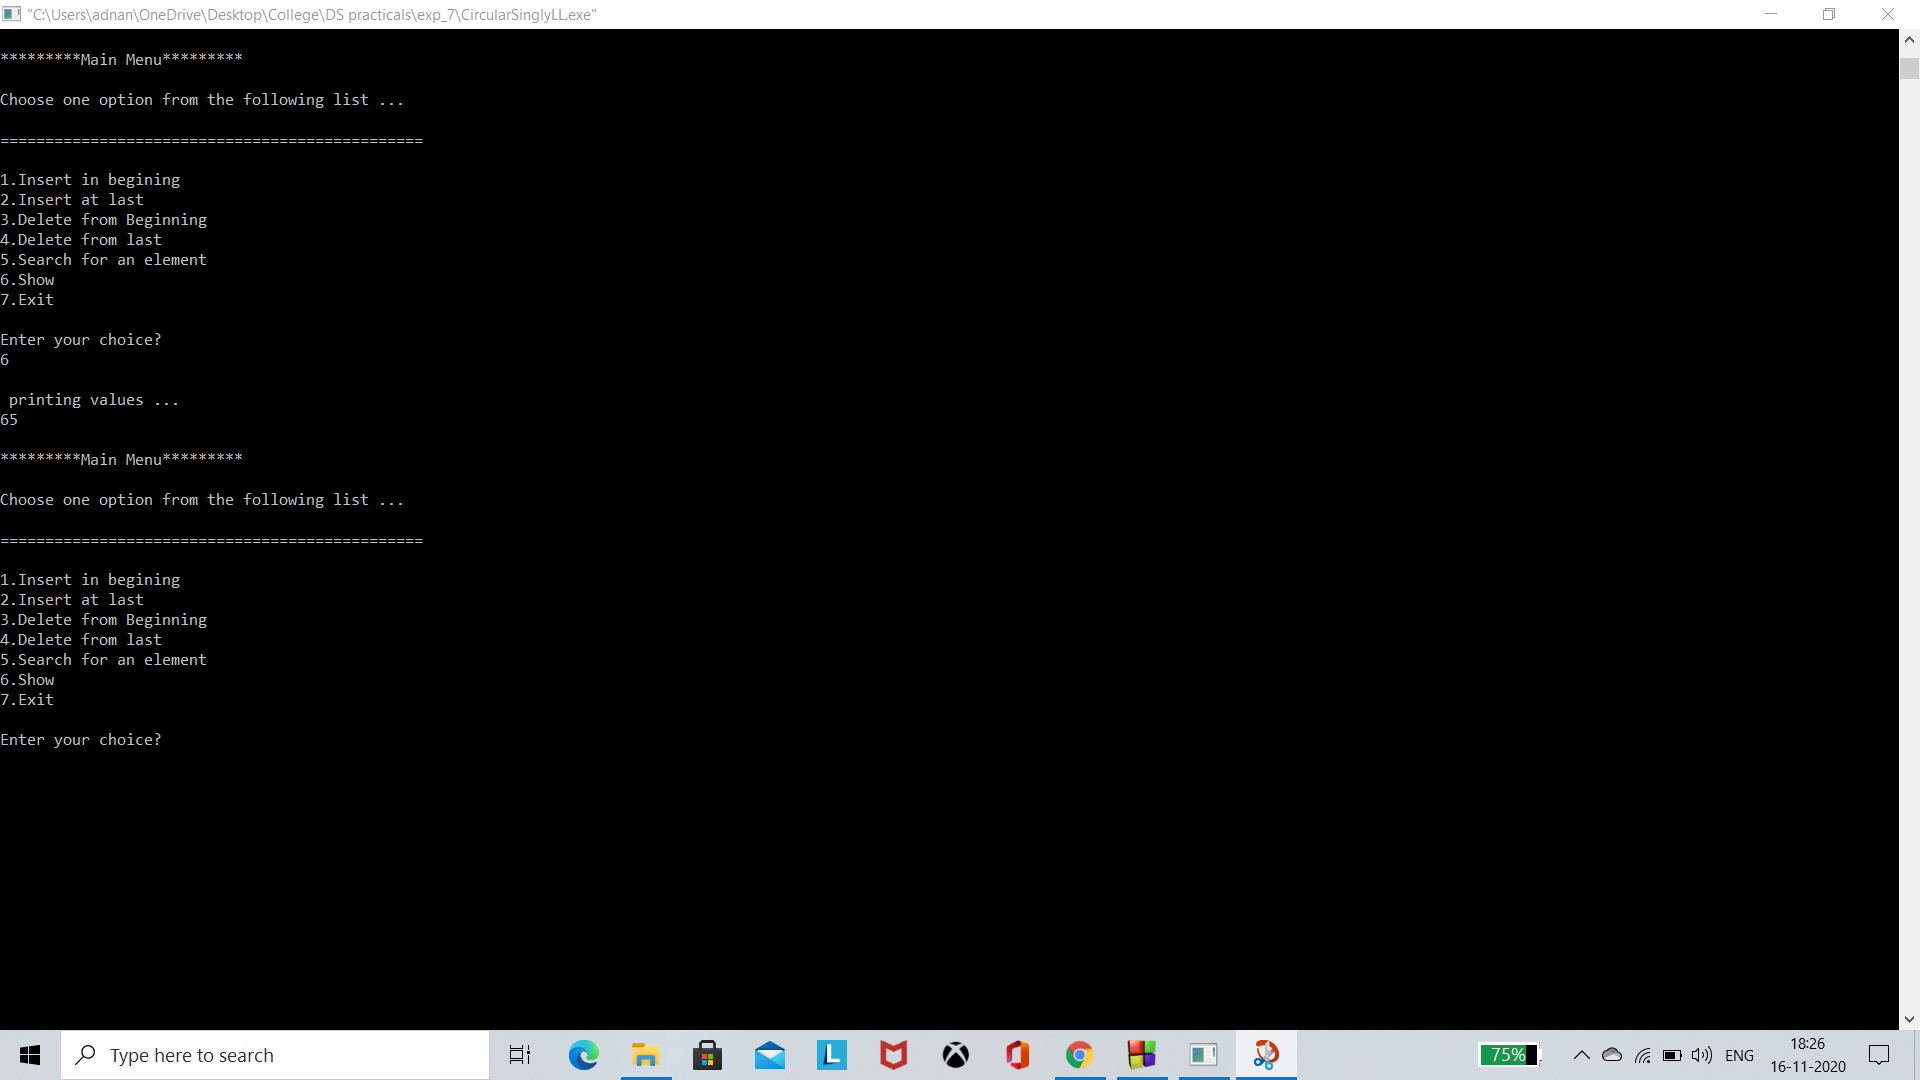 "C:\Users\adnan\OneDrive\Desktop\College\DS practicals\exp_7\CircularSinglyLL.exe"
*********Main Menu*********
Choose one option from the following list ...
===============================================
1.Insert in begining
2.Insert at last
3.Delete from Beginning
4.Delete from last
5.Search for an element
6.Show
7.Exit
Enter your choice?
6
printing values ...
65
*********Main Menu*********
Choose one option from the following list ...
===============================================
1.Insert in begining
2.Insert at last
3.Delete from Beginning
4.Delete from last
5.Search for an element
6.Show
7.Exit
Enter your choice?
Type here to search
L
75%
ENG
18:26
16-11-2020